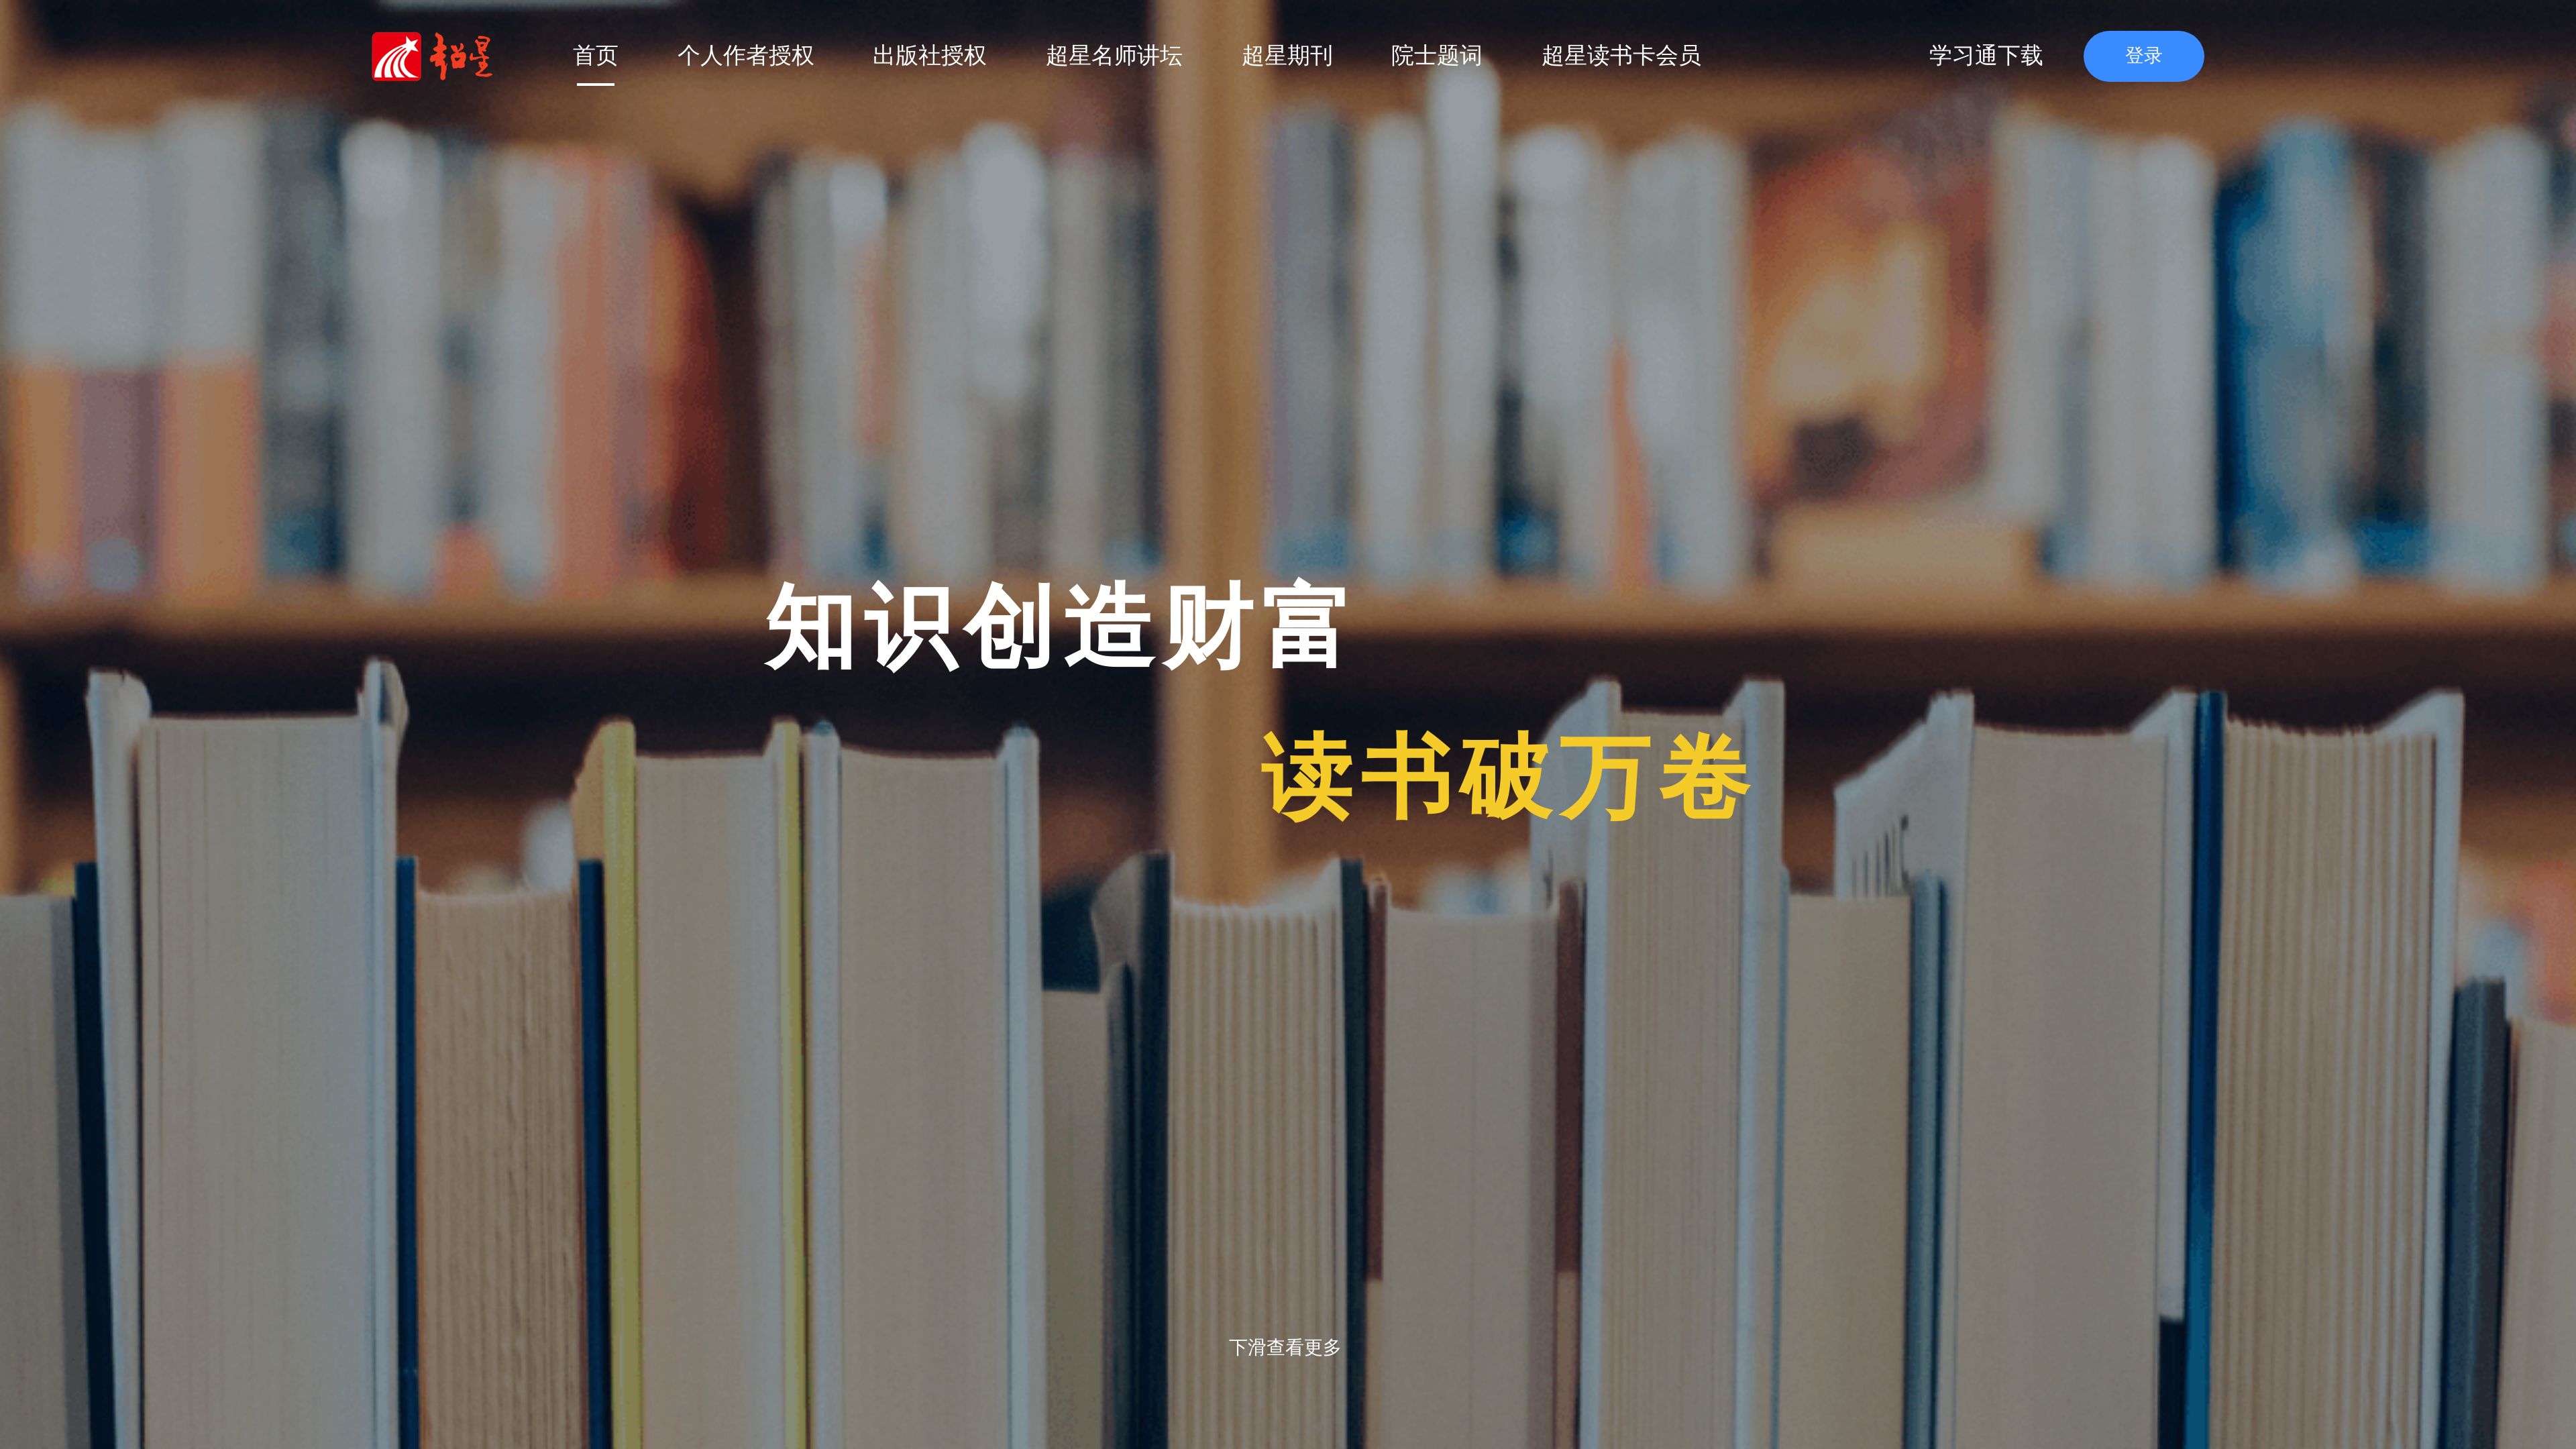 超星 首页 个人作者授权 出版社授权 超星名师讲坛 超星期刊 院士题词 超星读书卡会员 学习通下载 登录
知识创造财富
读书破万卷
下滑查看更多